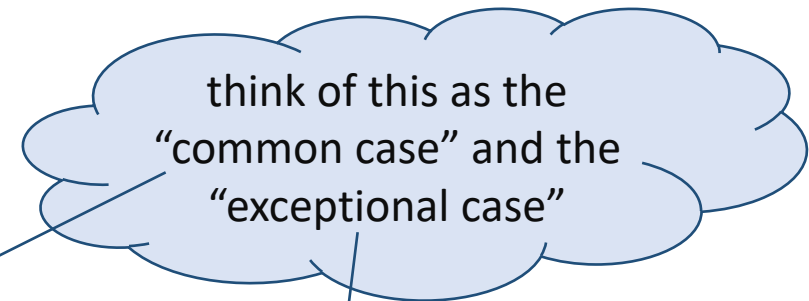 think of this as the
“common case” and the
“exceptional case”